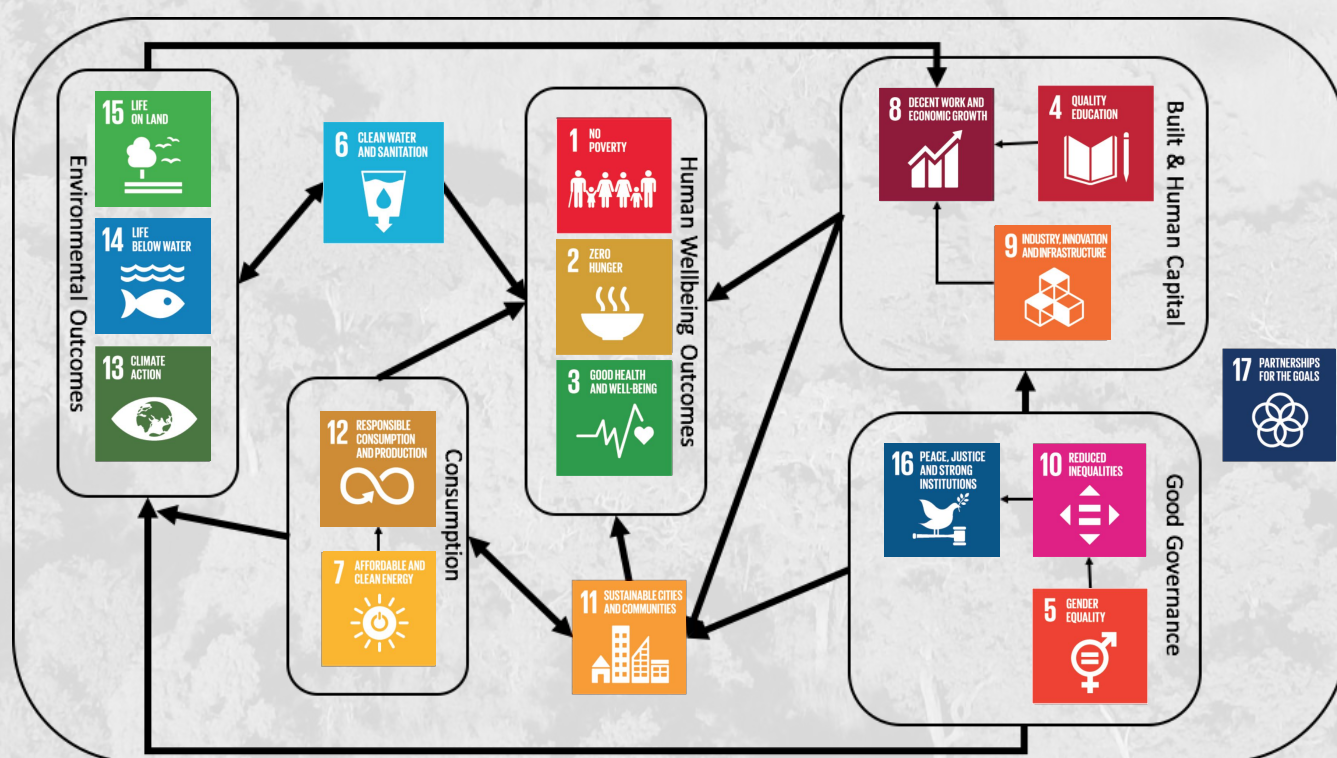 Environmental Outcomes
15 LIFE
ON LAND
14 LIFE
BELOW WATER
13 CLIMATE
ACTION
6 CLEAN WATER
AND SANITATION
Consumption
12 RESPONSIBLE
CONSUMPTION
AND PRODUCTION
7 AFFORDABLE AND
CLEAN ENERGY
Human Wellbeing Outcomes
1 NO
POVERTY
2 ZERO
HUNGER
3 GOOD HEALTH
AND WELL-BEING
11 SUSTAINABLE CITIES
AND COMMUNITIES
Built & Human Capital
8 DECENT WORK AND
ECONOMIC GROWTH
4 QUALITY
EDUCATION
9 INDUSTRY, INNOVATION
AND INFRASTRUCTURE
Good Governance
16 PEACE, JUSTICE
AND STRONG
INSTITUTIONS
10 REDUCED
INEQUALITIES
5 GENDER
EQUALITY
17 PARTNERSHIPS
FOR THE GOALS